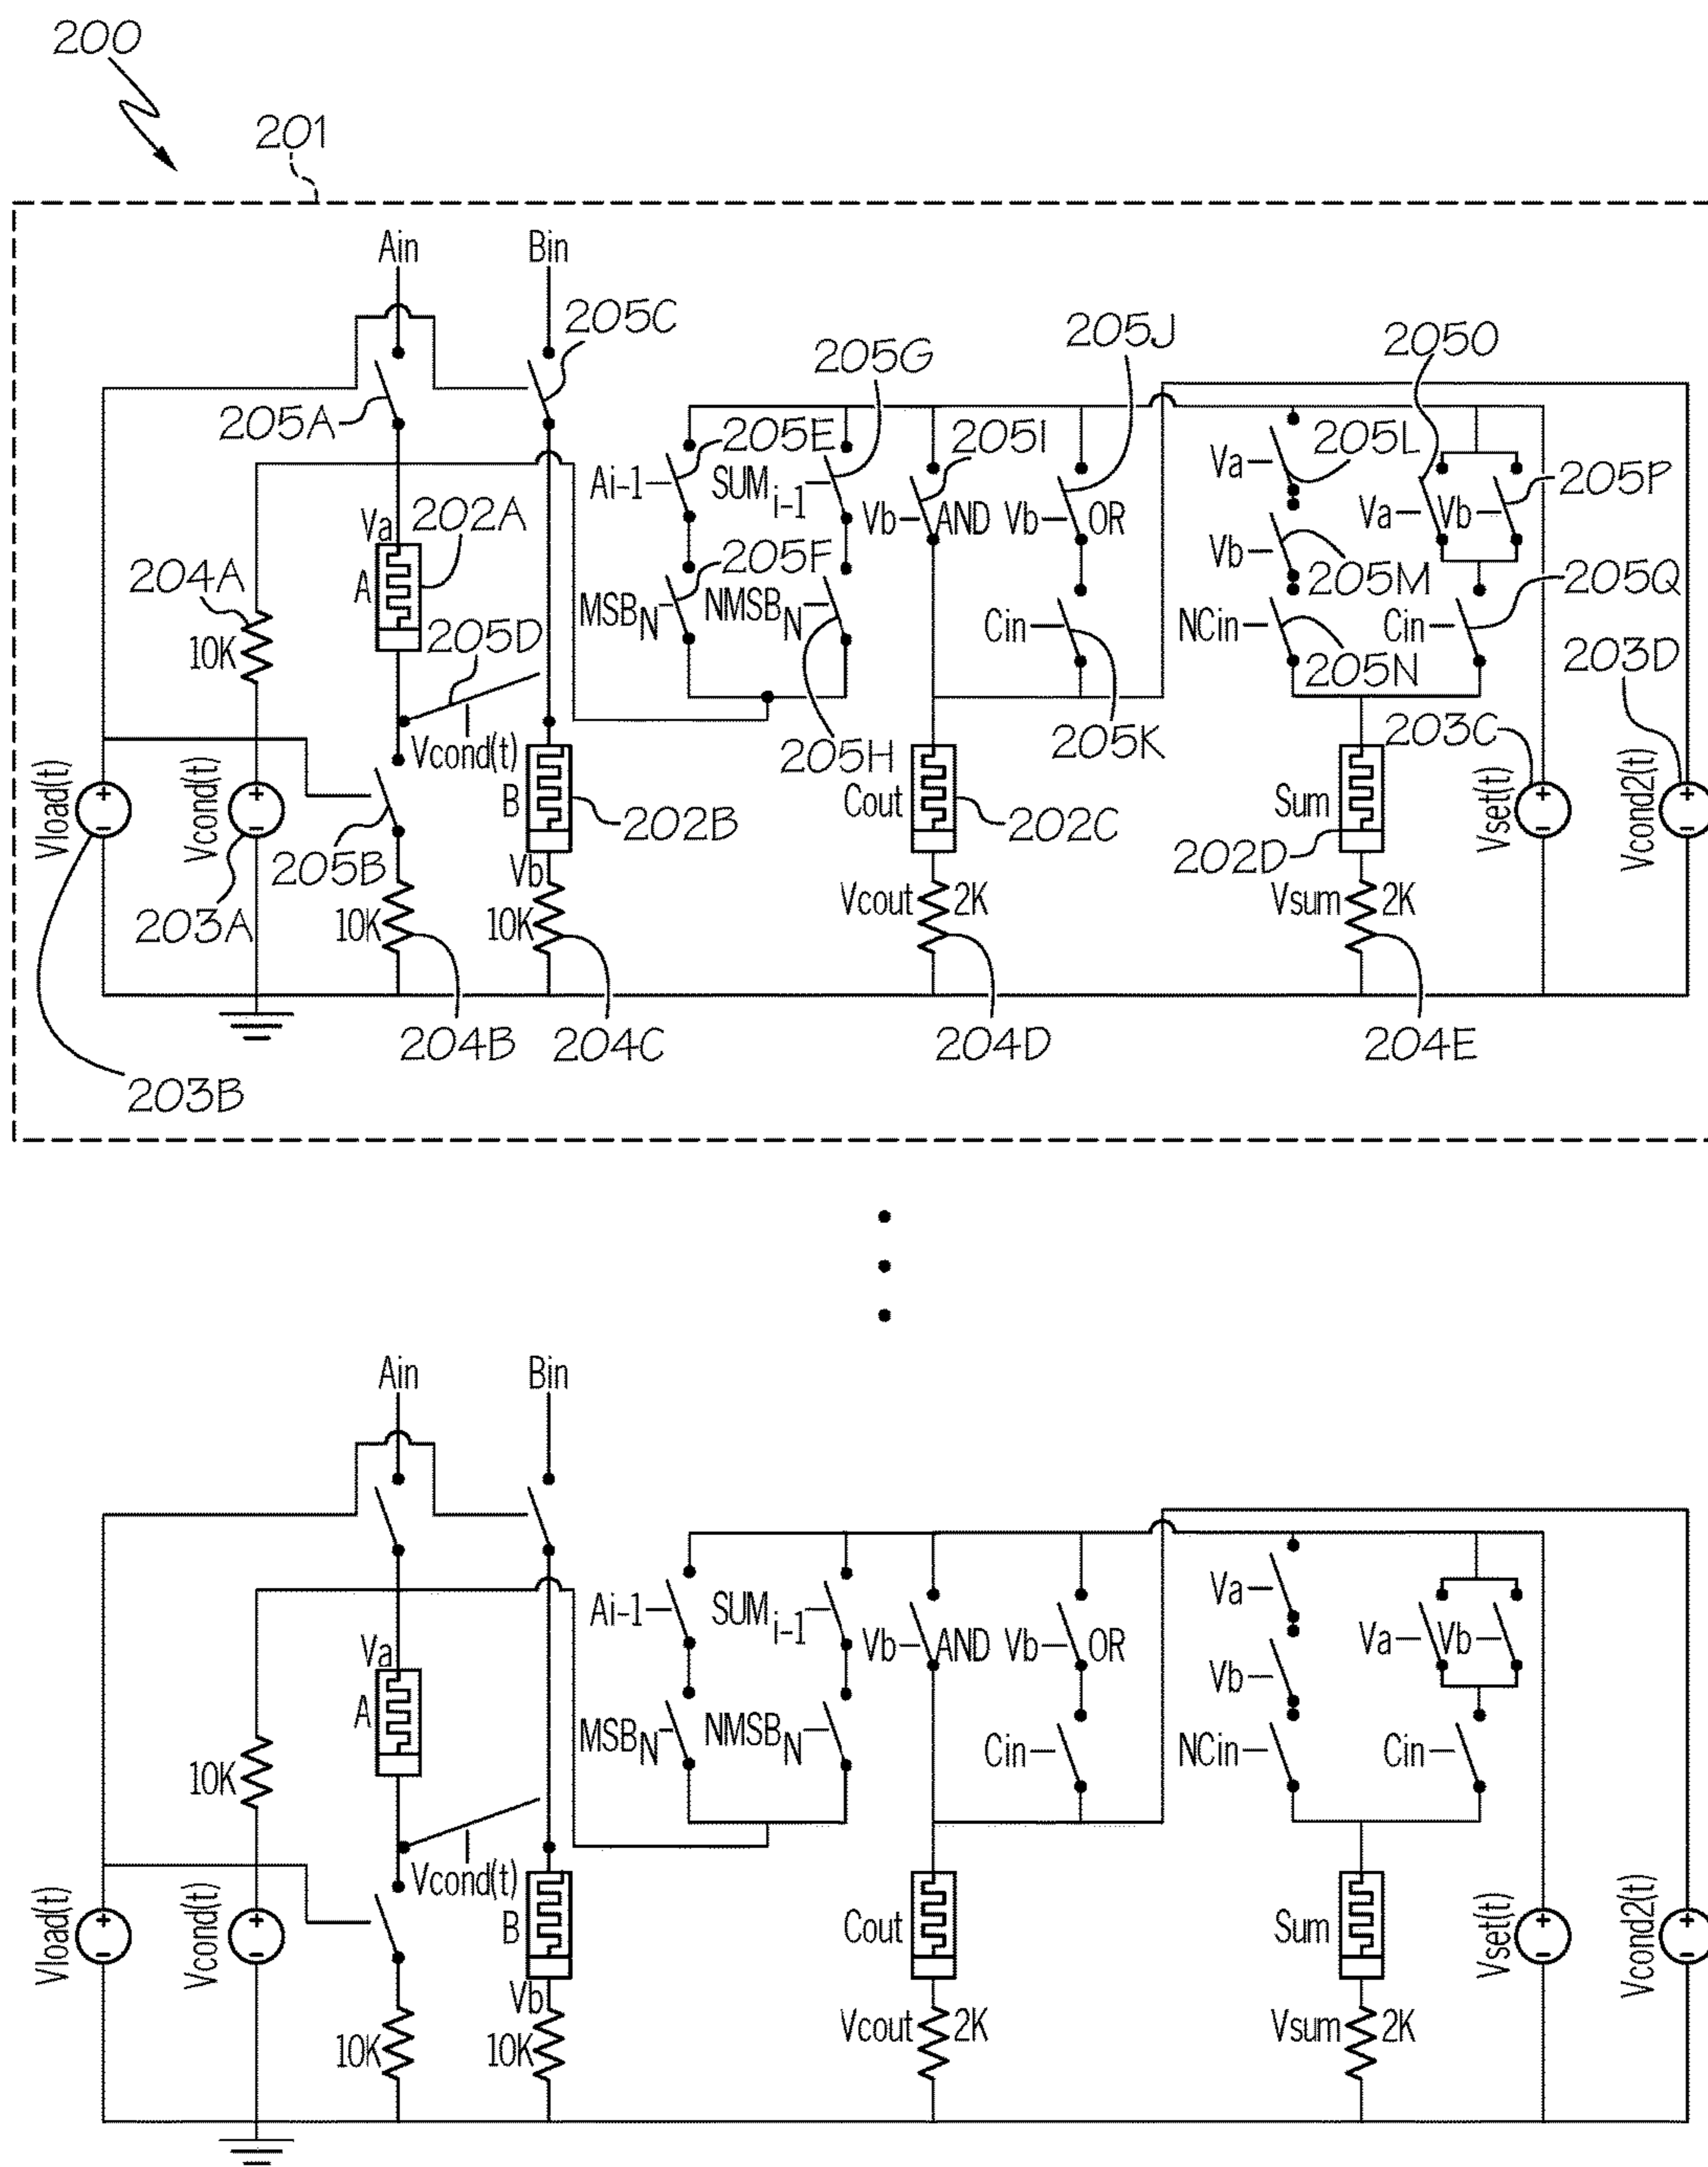 200
201
Ain
Bin
205C
205J
205G
2050
205A
205E
205I
205L
Ai-1
SUM i-1
Va
205P
Va
202A
Vb
AND
Vb
OR
Va
Vb
204A
A
205F
Vb
205M
205Q
10K
205D
MSB N
NMSB N
Cin
NCin
Cin
205N
203D
Vcond(t)
205H
205K
203C
Vload(t)
Vcond(t)
B
202B
Cout
202C
Sum
Vset(t)
Vcond2(t)
205B
202D
Vb
203A
10K
10K
Vcout
2K
Vsum
2K
204B
204C
204D
204E
203B
Ain
Bin
Ai-1
SUM i-1
Va
Va
Vb
AND
Vb
OR
Va
Vb
A
Vb
10K
MSB N
NMSB N
Cin
NCin
Cin
Vcond(t)
Vload(t)
Vcond(t)
B
Cout
Sum
Vset(t)
Vcond2(t)
Vb
10K
10K
Vcout
2K
Vsum
2K